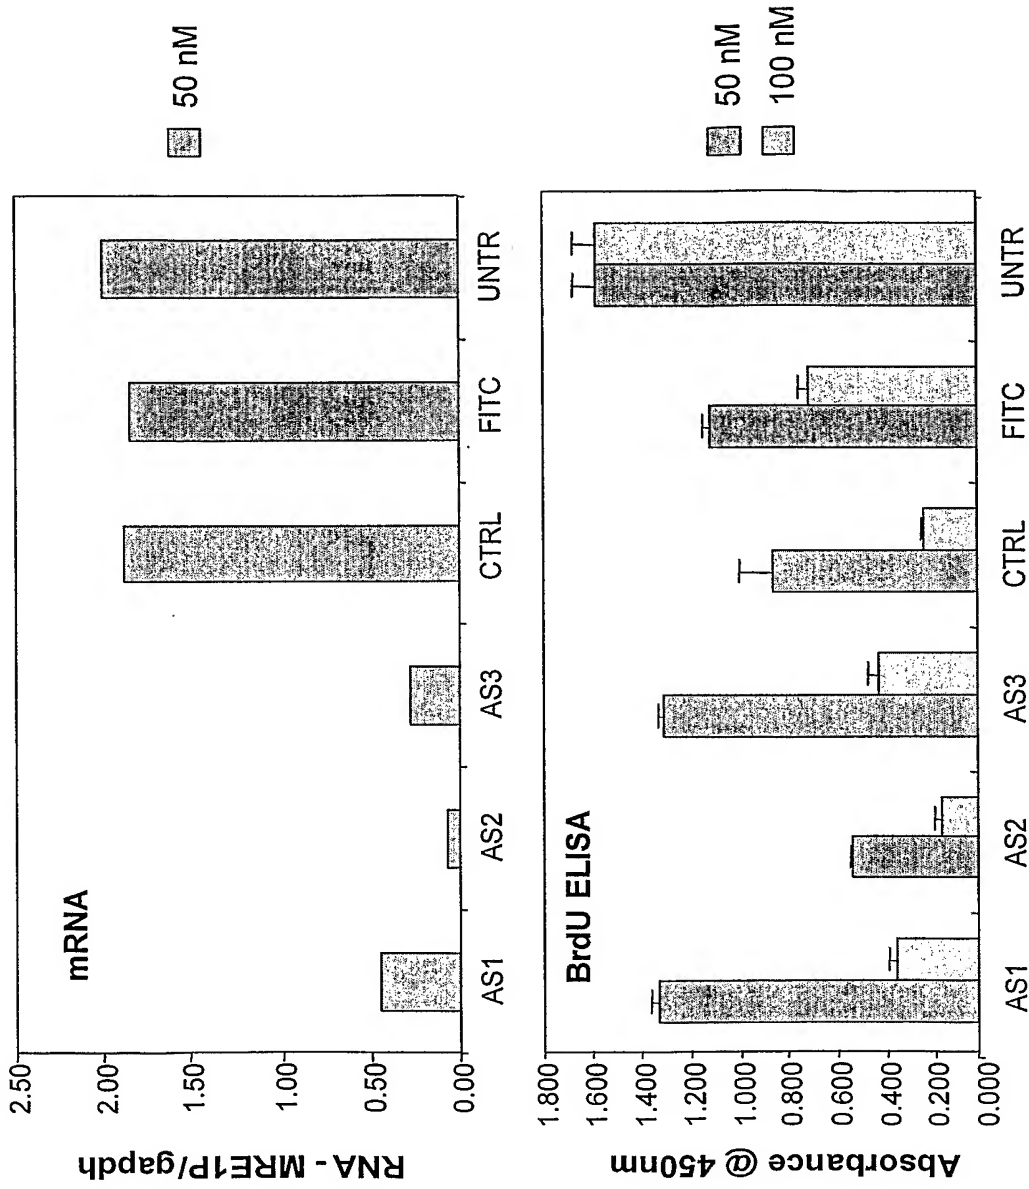 mRNA
RNA - MRE1P/gapdh
2.50
2.00
1.50
1.00
0.50
0.00
AS1 AS2 AS3 CTRL FITC UNTR
50 nM
BrdU ELISA
Absorbance @ 450nm
1.800
1.600
1.400
1.200
1.000
0.800
0.600
0.400
0.200
0.000
AS1 AS2 AS3 CTRL FITC UNTR
50 nM
100 nM